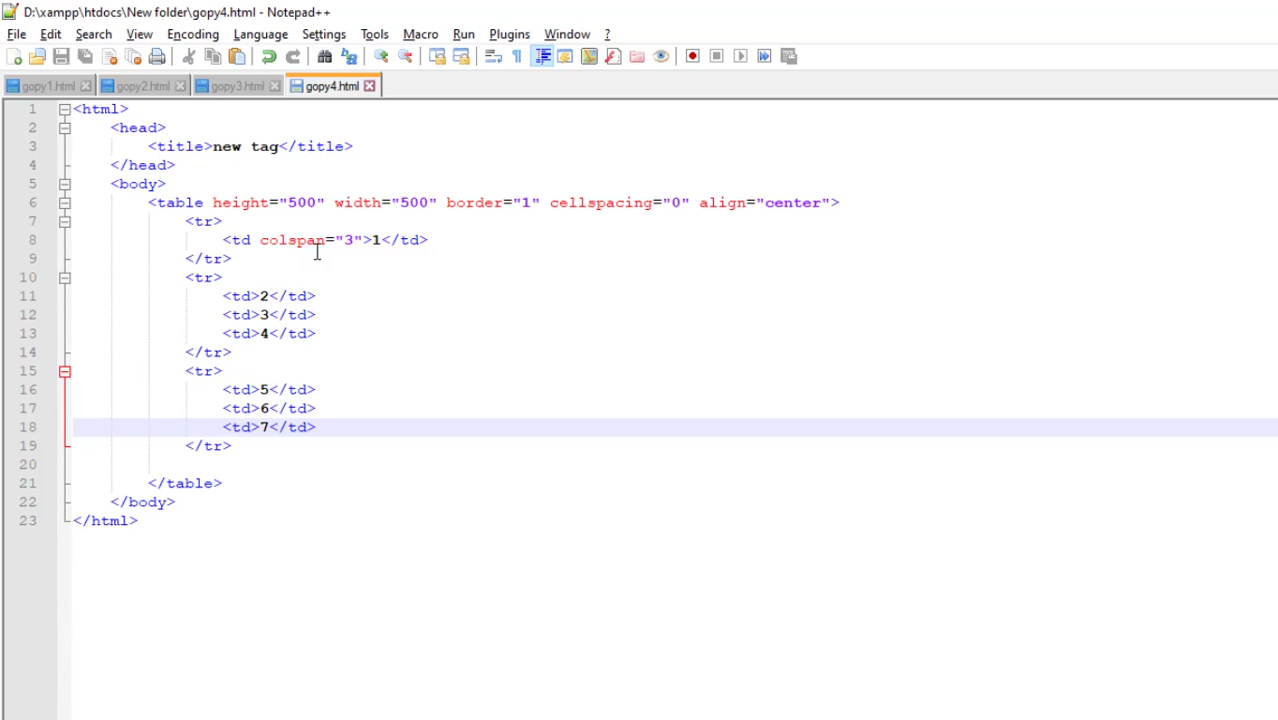 D:\xampp\htdocs\New folder\gopy4.html - Notepad++
File Edit Search View Encoding Language Settings Tools Macro Run Plugins Window ?
gopy1.html gopy2.html gopy3.html gopy4.html
1 <html>
2 <head>
3 <title>new tag</title>
4 </head>
5 <body>
6 <table height="500" width="500" border="1" cellspacing="0" align="center">
7 <tr>
8 <td colspan="3">1</td>
9 </tr>
10 <tr>
11 <td>2</td>
12 <td>3</td>
13 <td>4</td>
14 </tr>
15 <tr>
16 <td>5</td>
17 <td>6</td>
18 <td>7</td>
19 </tr>
20
21 </table>
22 </body>
23 </html>